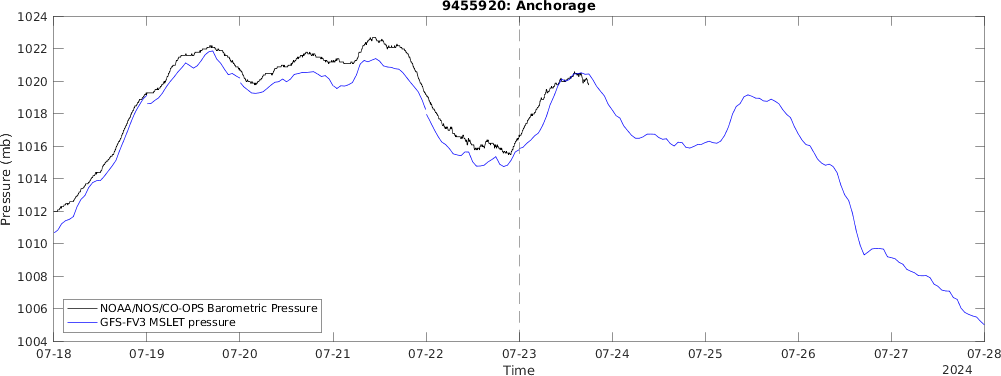 9455920: Anchorage
1024
1022
1020
1018
1016
1014
1012
1010
1008
1006
1004
Pressure (mb)
NOAA/NOS/CO-OPS Barometric Pressure
GFS-FV3 MSLET pressure
07-18 07-19 07-20 07-21 07-22 07-23 07-24 07-25 07-26 07-27 07-28
Time
2024